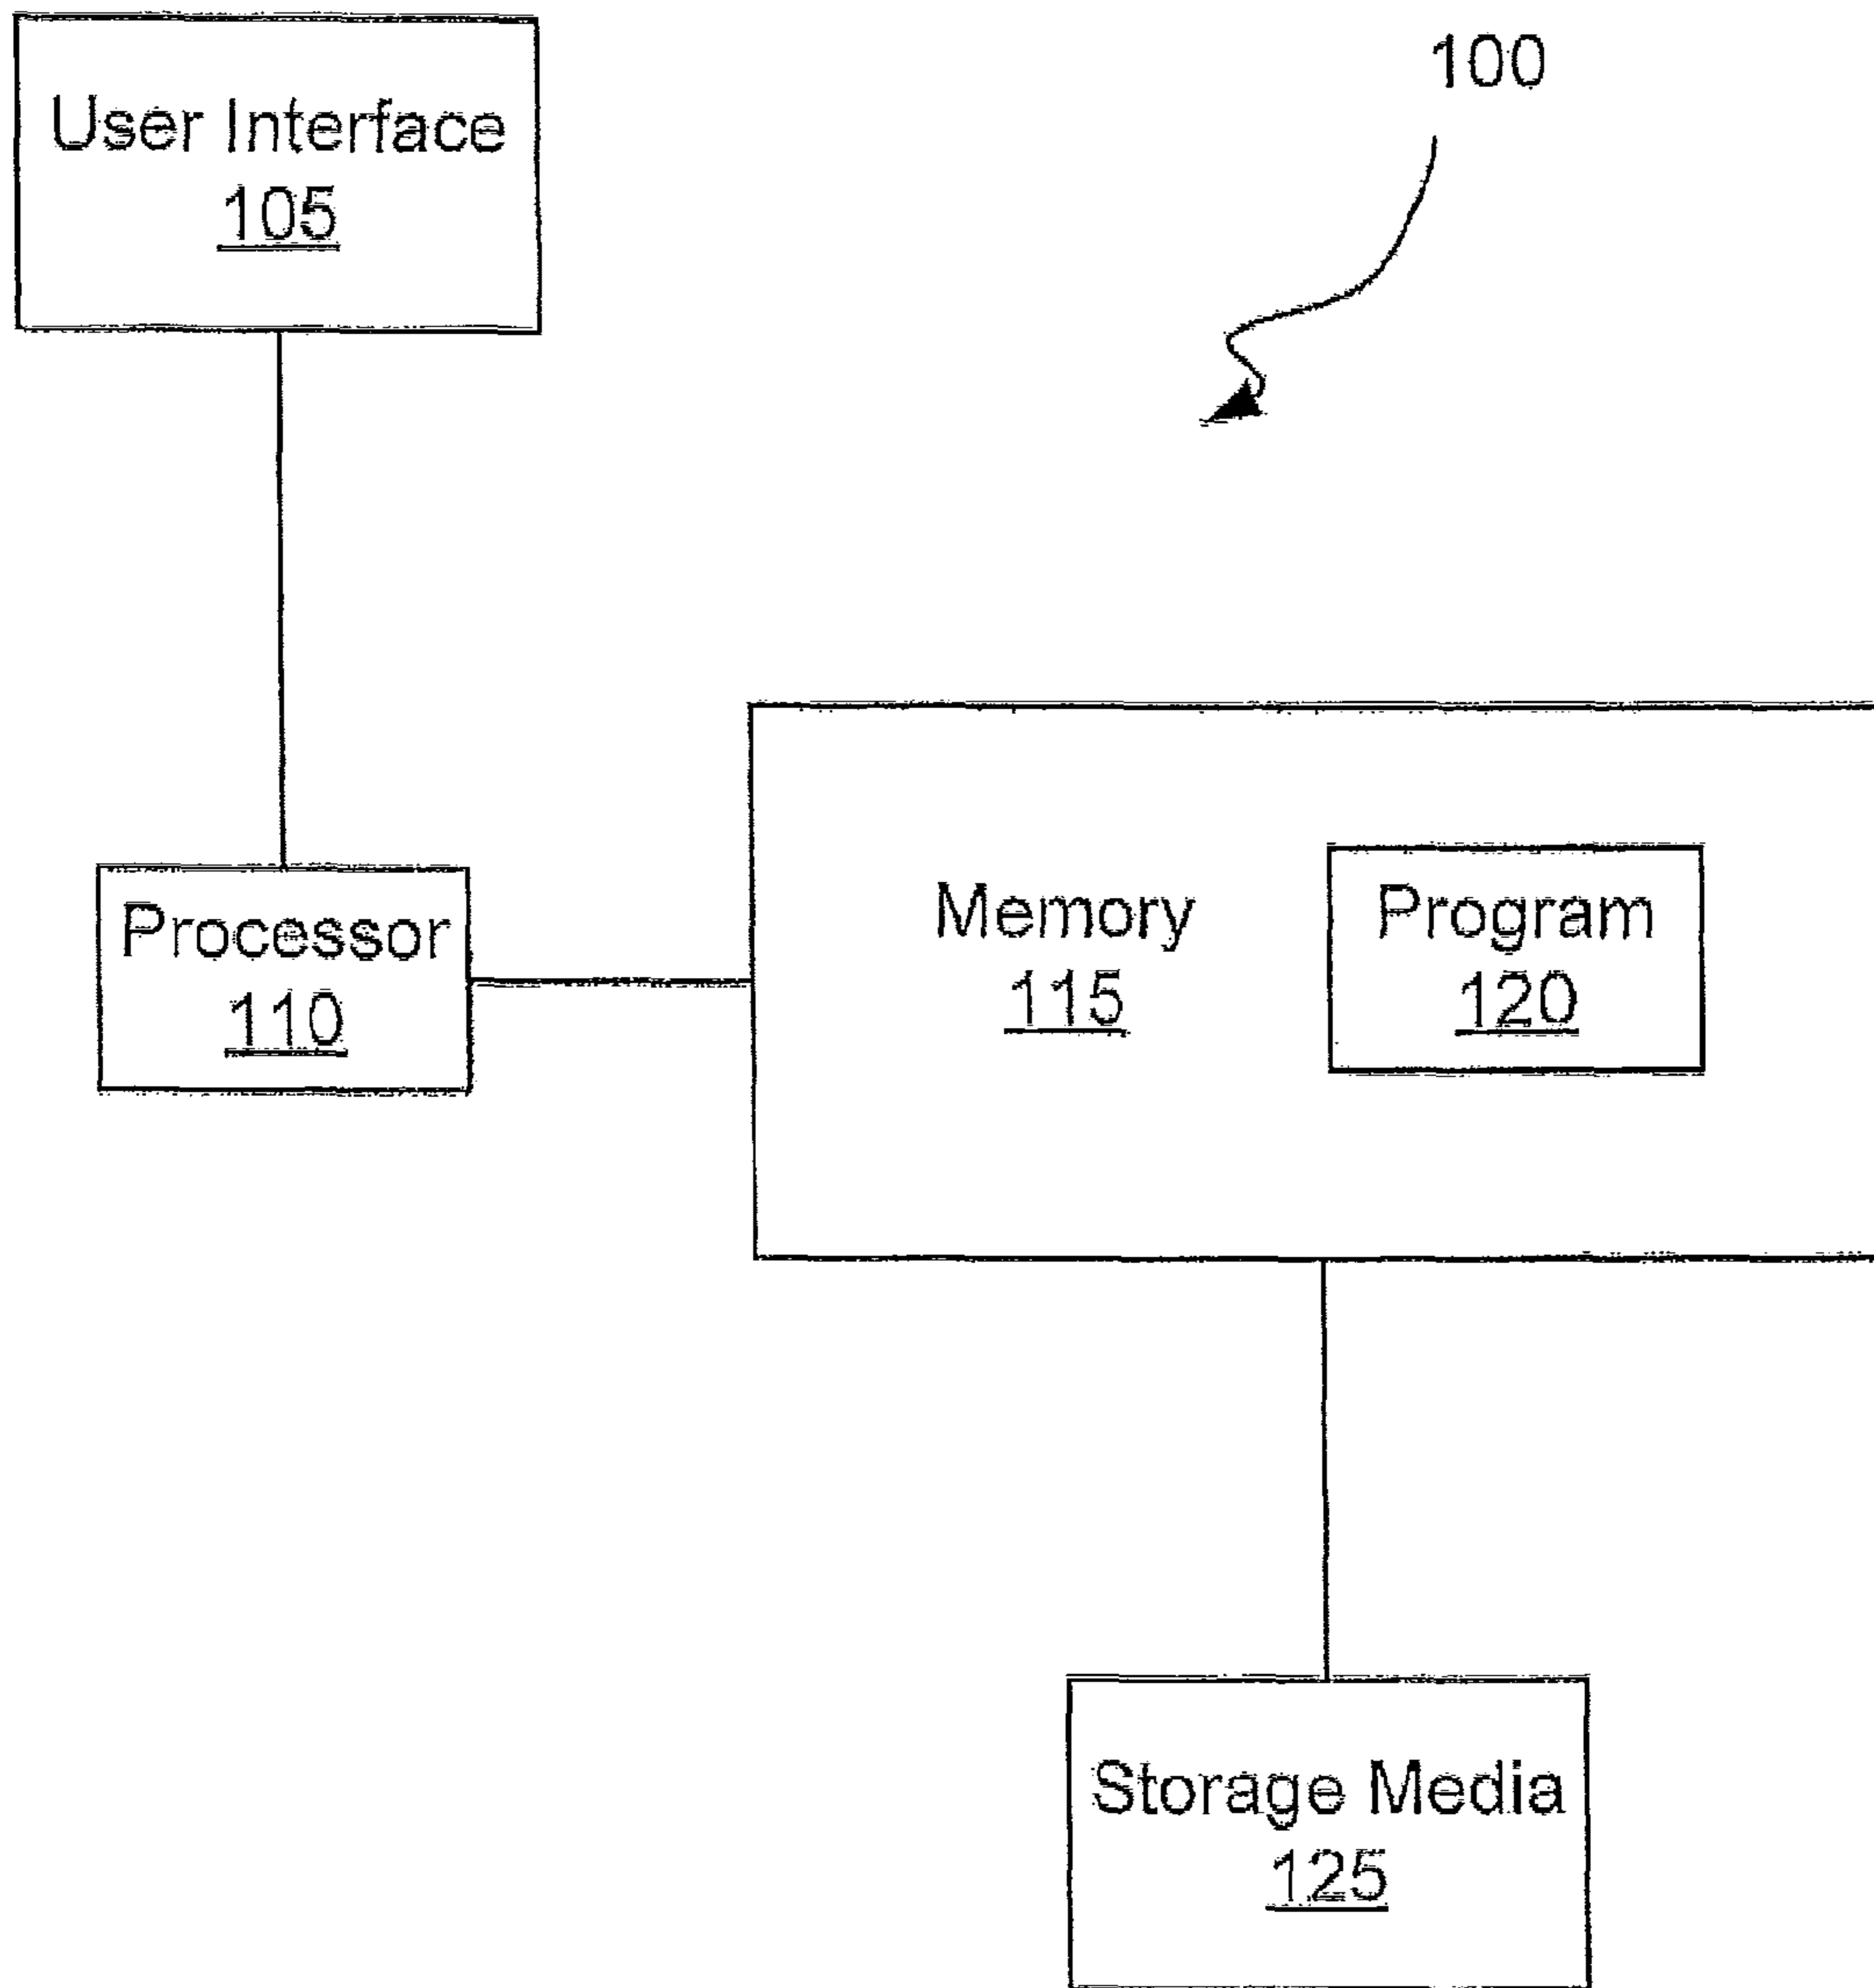 100
User Interface
105
Processor
110
Memory
115
Program
120
Storage Media
125